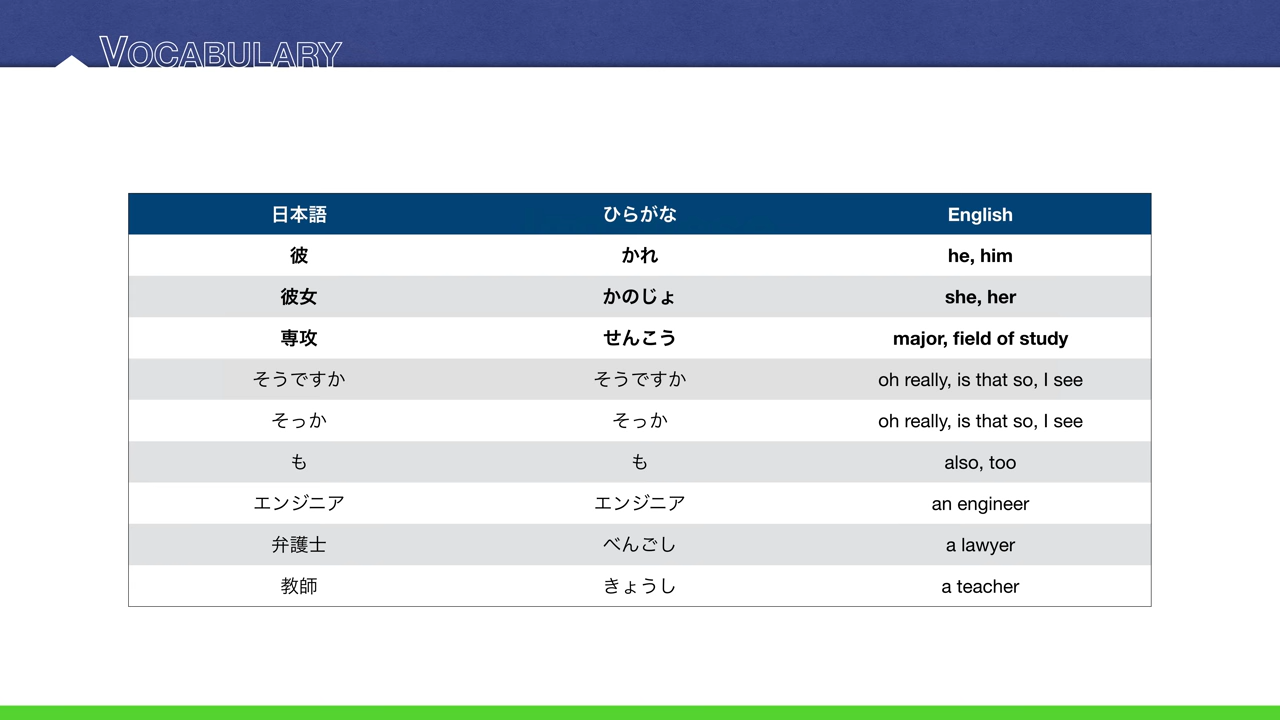 VOCABULARY
日本語 ひらがな English
彼 かれ he, him
彼女 かのじょ she, her
専攻 せんこう major, field of study
そうですか そうですか oh really, is that so, I see
そっか そっか oh really, is that so, I see
も も also, too
エンジニア エンジニア an engineer
弁護士 べんごし a lawyer
教師 きょうし a teacher